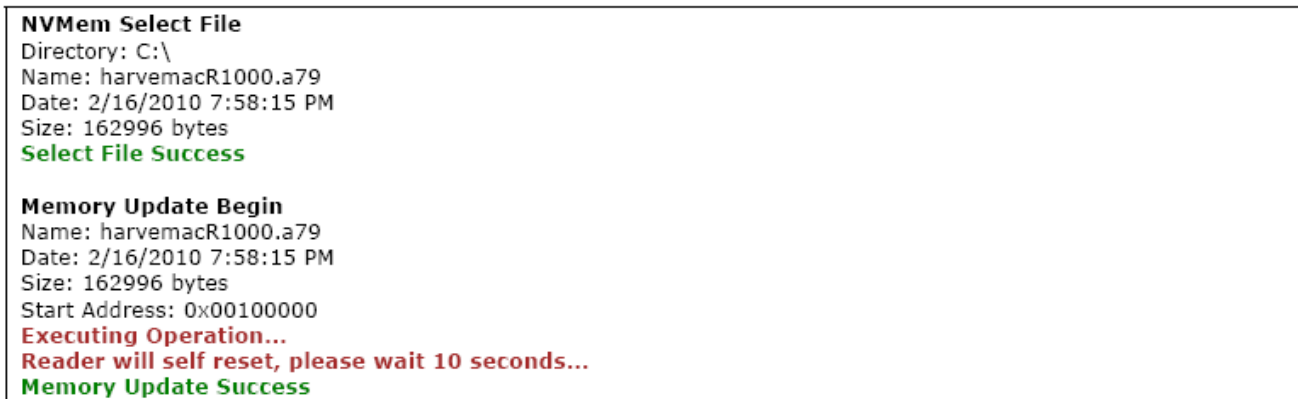 NVMem Select File
Directory: C:\
Name: harvemacR1000.a79
Date: 2/16/2010 7:58:15 PM
Size: 162996 bytes
Select File Success
Memory Update Begin
Name: harvemacR1000.a79
Date: 2/16/2010 7:58:15 PM
Size: 162996 bytes
Start Address: 0x00100000
Executing Operation...
Reader will self reset, please wait 10 seconds...
Memory Update Success